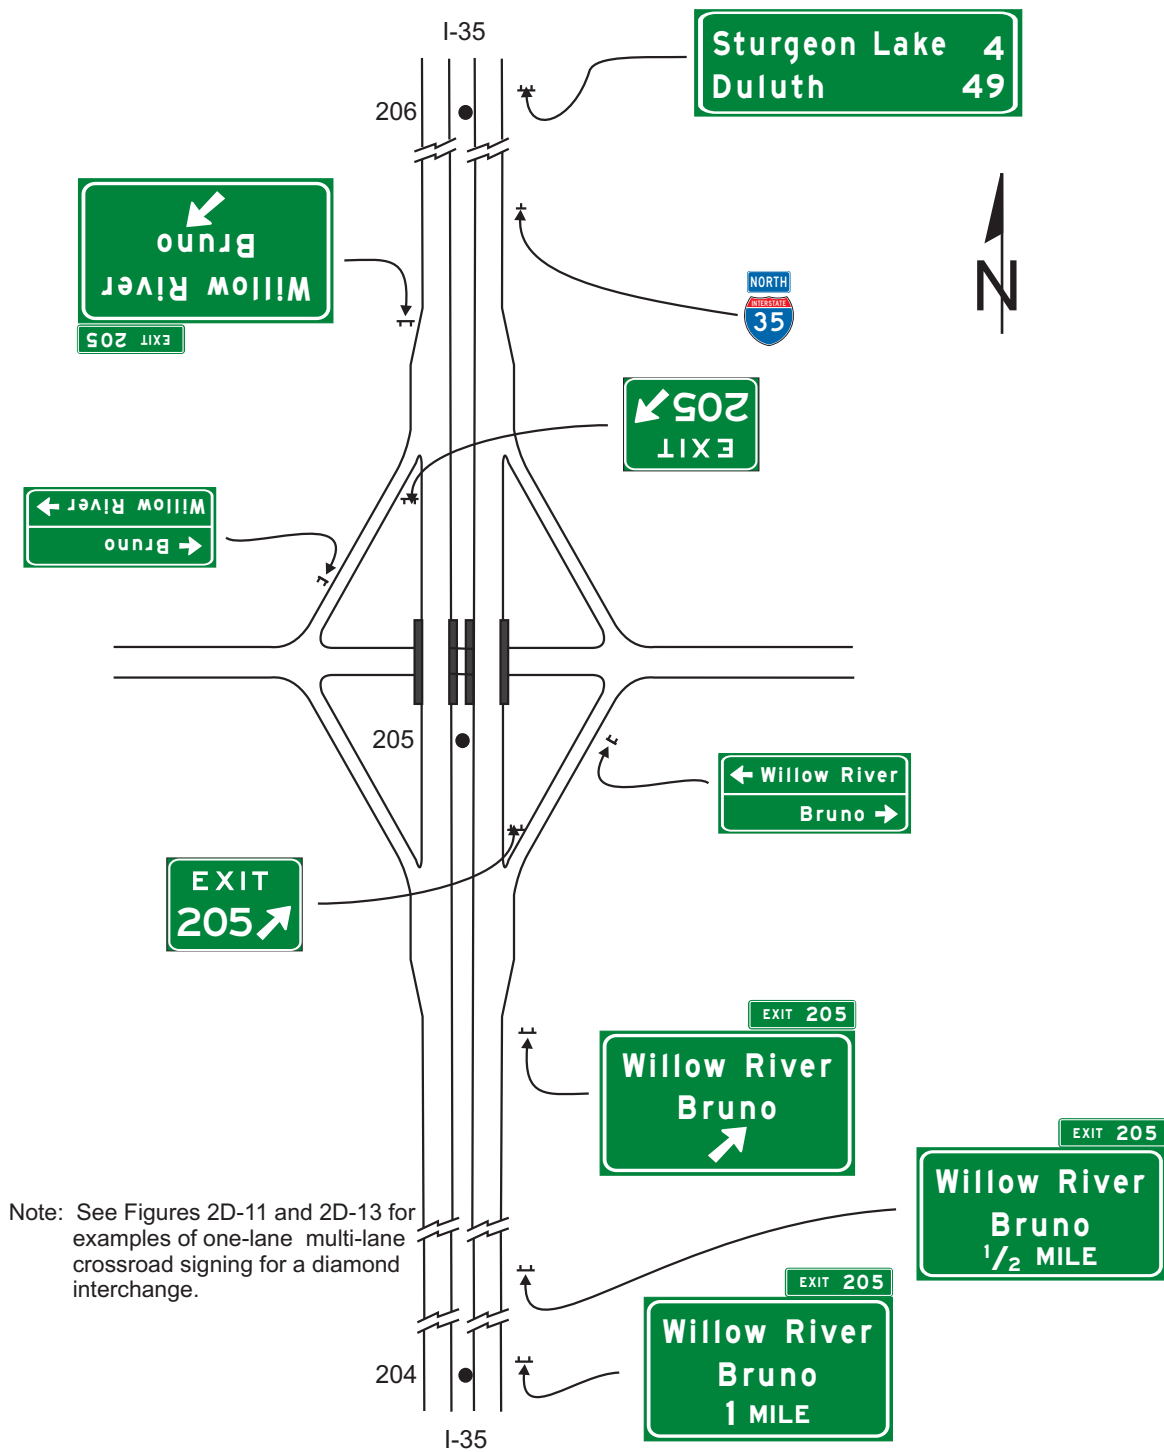 I-35
Sturgeon Lake 4
Duluth 49
206
Willow River
Bruno
EXIT 205
NORTH
INTERSTATE
35
N
EXIT
205
Willow River
Bruno
205
Willow River
Bruno
EXIT
205
EXIT 205
Willow River
Bruno
EXIT 205
Willow River
Bruno
1/2 MILE
Note: See Figures 2D-11 and 2D-13 for
examples of one-lane multi-lane
crossroad signing for a diamond
interchange.
EXIT 205
Willow River
Bruno
1 MILE
204
I-35